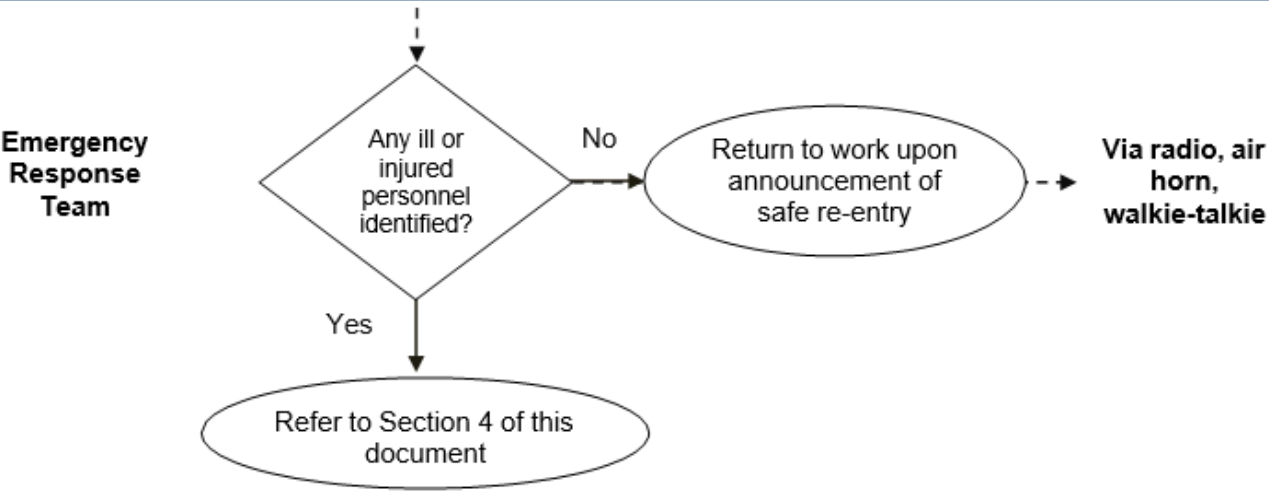 Emergency
Response
Team
Any ill or
injured
personnel
identified?
No
Return to work upon
announcement of
safe re-entry
Via radio, air
horn,
walkie-talkie
Yes
Refer to Section 4 of this
document